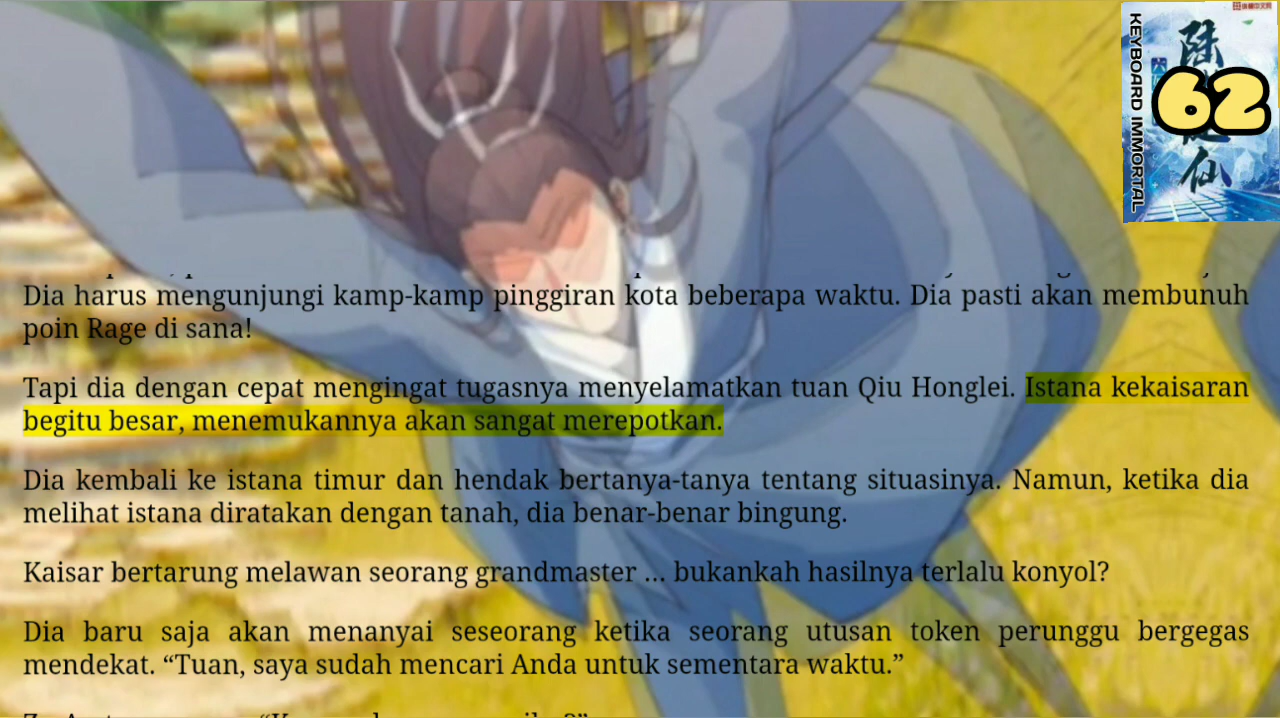 KEYBOARD IMMORTAL
62
仙
Dia harus mengunjungi kamp-kamp pinggiran kota beberapa waktu. Dia pasti akan membunuh
poin Rage di sana!
Tapi dia dengan cepat mengingat tugasnya menyelamatkan tuan Qiu Honglei. Istana kekaisaran
begitu besar, menemukannya akan sangat merepotkan.
Dia kembali ke istana timur dan hendak bertanya-tanya tentang situasinya. Namun, ketika dia
melihat istana diratakan dengan tanah, dia benar-benar bingung.
Kaisar bertarung melawan seorang grandmaster ... bukankah hasilnya terlalu konyol?
Dia baru saja akan menanyai seseorang ketika seorang utusan token perunggu bergegas
mendekat. “Tuan, saya sudah mencari Anda untuk sementara waktu.”